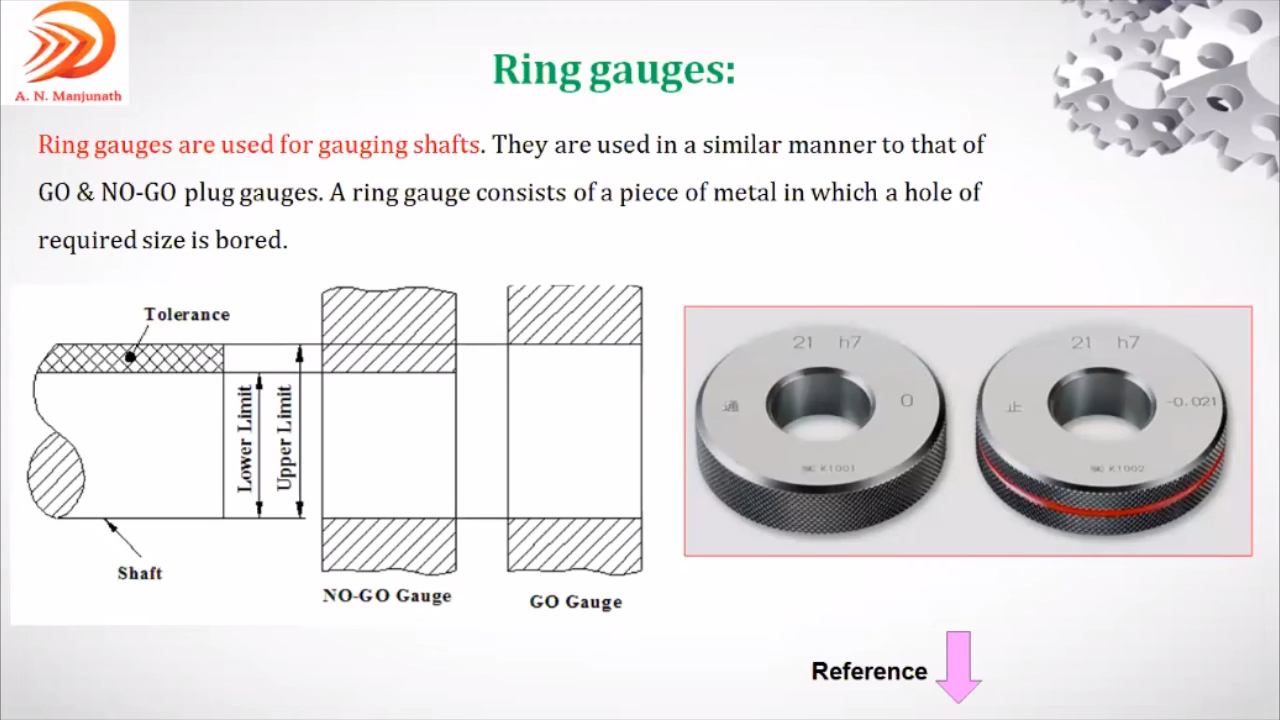 A. N. Manjunath
Ring gauges:
Ring gauges are used for gauging shafts. They are used in a similar manner to that of
GO & NO-GO plug gauges. A ring gauge consists of a piece of metal in which a hole of
required size is bored.
Tolerance
Lower Limit
Upper Limit
Shaft
NO-GO Gauge
GO Gauge
21 h7
通 0
K1001
21 h7
止 -0.021
K1002
Reference